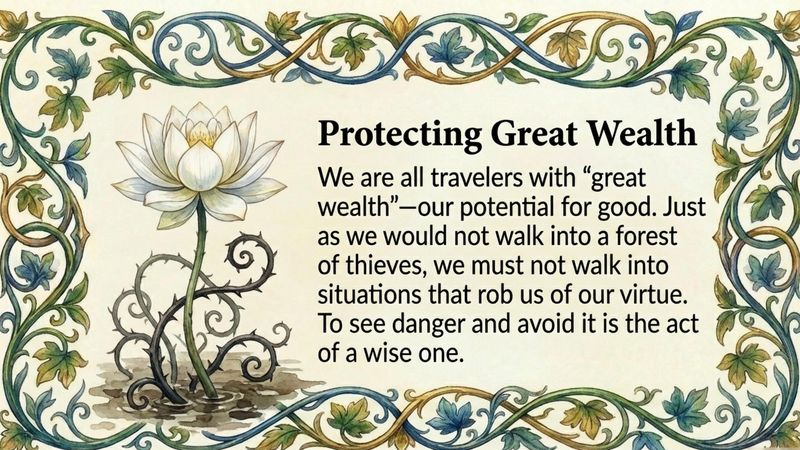 Protecting Great Wealth
We are all travelers with “great
wealth”—our potential for good. Just
as we would not walk into a forest
of thieves, we must not walk into
situations that rob us of our virtue.
To see danger and avoid it is the act
of a wise one.